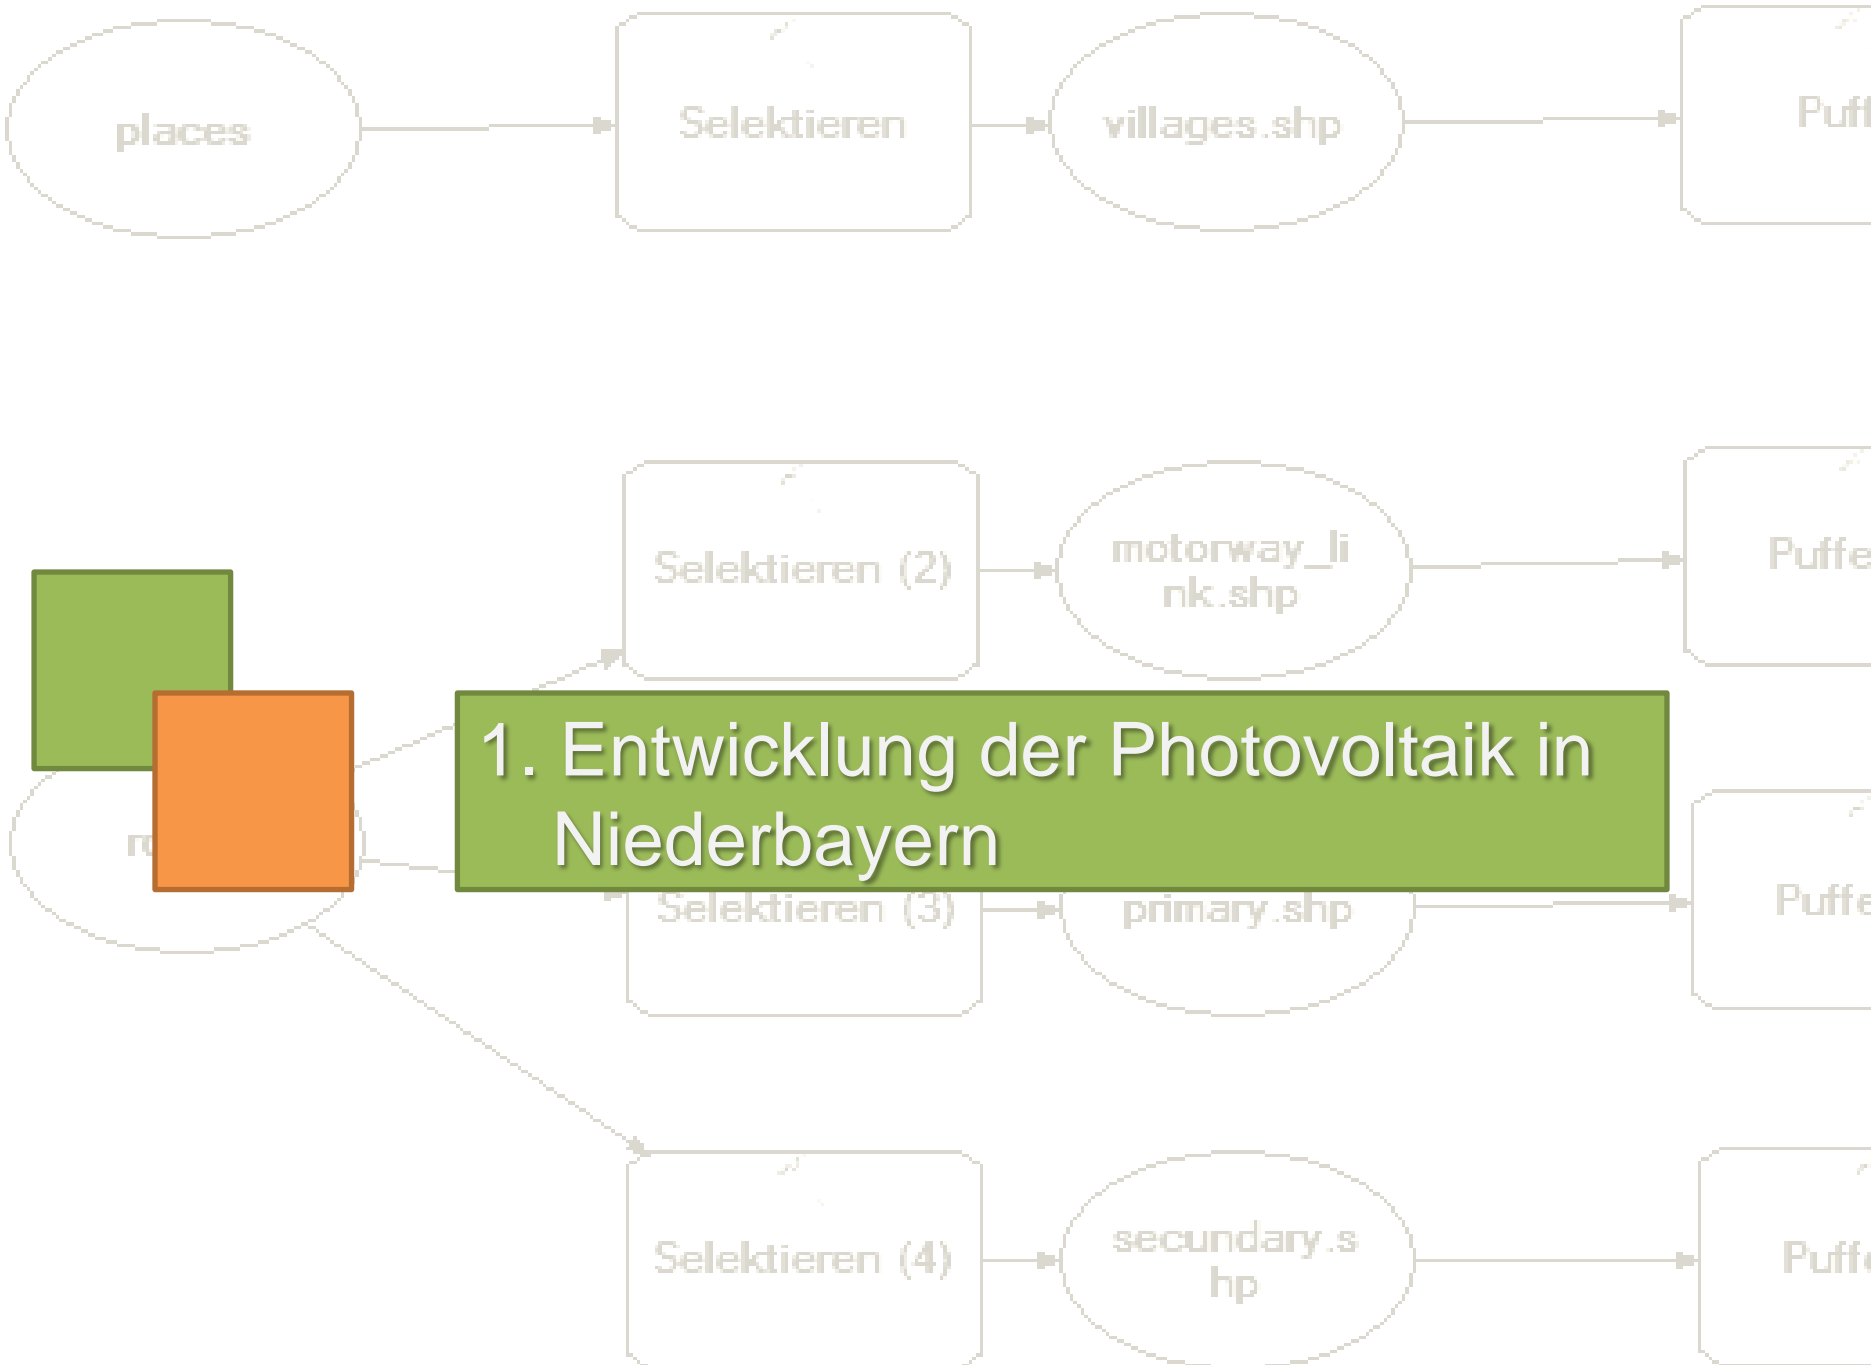 places
Selektieren
villages.shp
Selektieren (2)
motorway_li
nk.shp
1. Entwicklung der Photovoltaik in
Niederbayern
Selektieren (3)
primary.shp
Selektieren (4)
secundary.s
hp